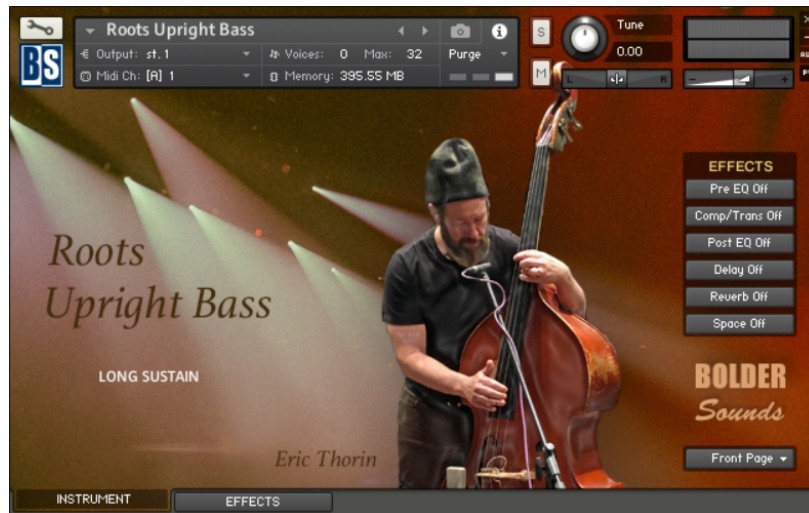 Roots Upright Bass
Output: st. 1
Voices: 0 Max: 32
Purge
Midi Ch: [A] 1
Memory: 395.55 MB
S
M
Tune
0.00
L R
- +
BS
EFFECTS
Pre EQ Off
Comp/Trans Off
Post EQ Off
Delay Off
Reverb Off
Space Off
Roots
Upright Bass
LONG SUSTAIN
Eric Thorin
BOLDER
Sounds
Front Page
INSTRUMENT
EFFECTS